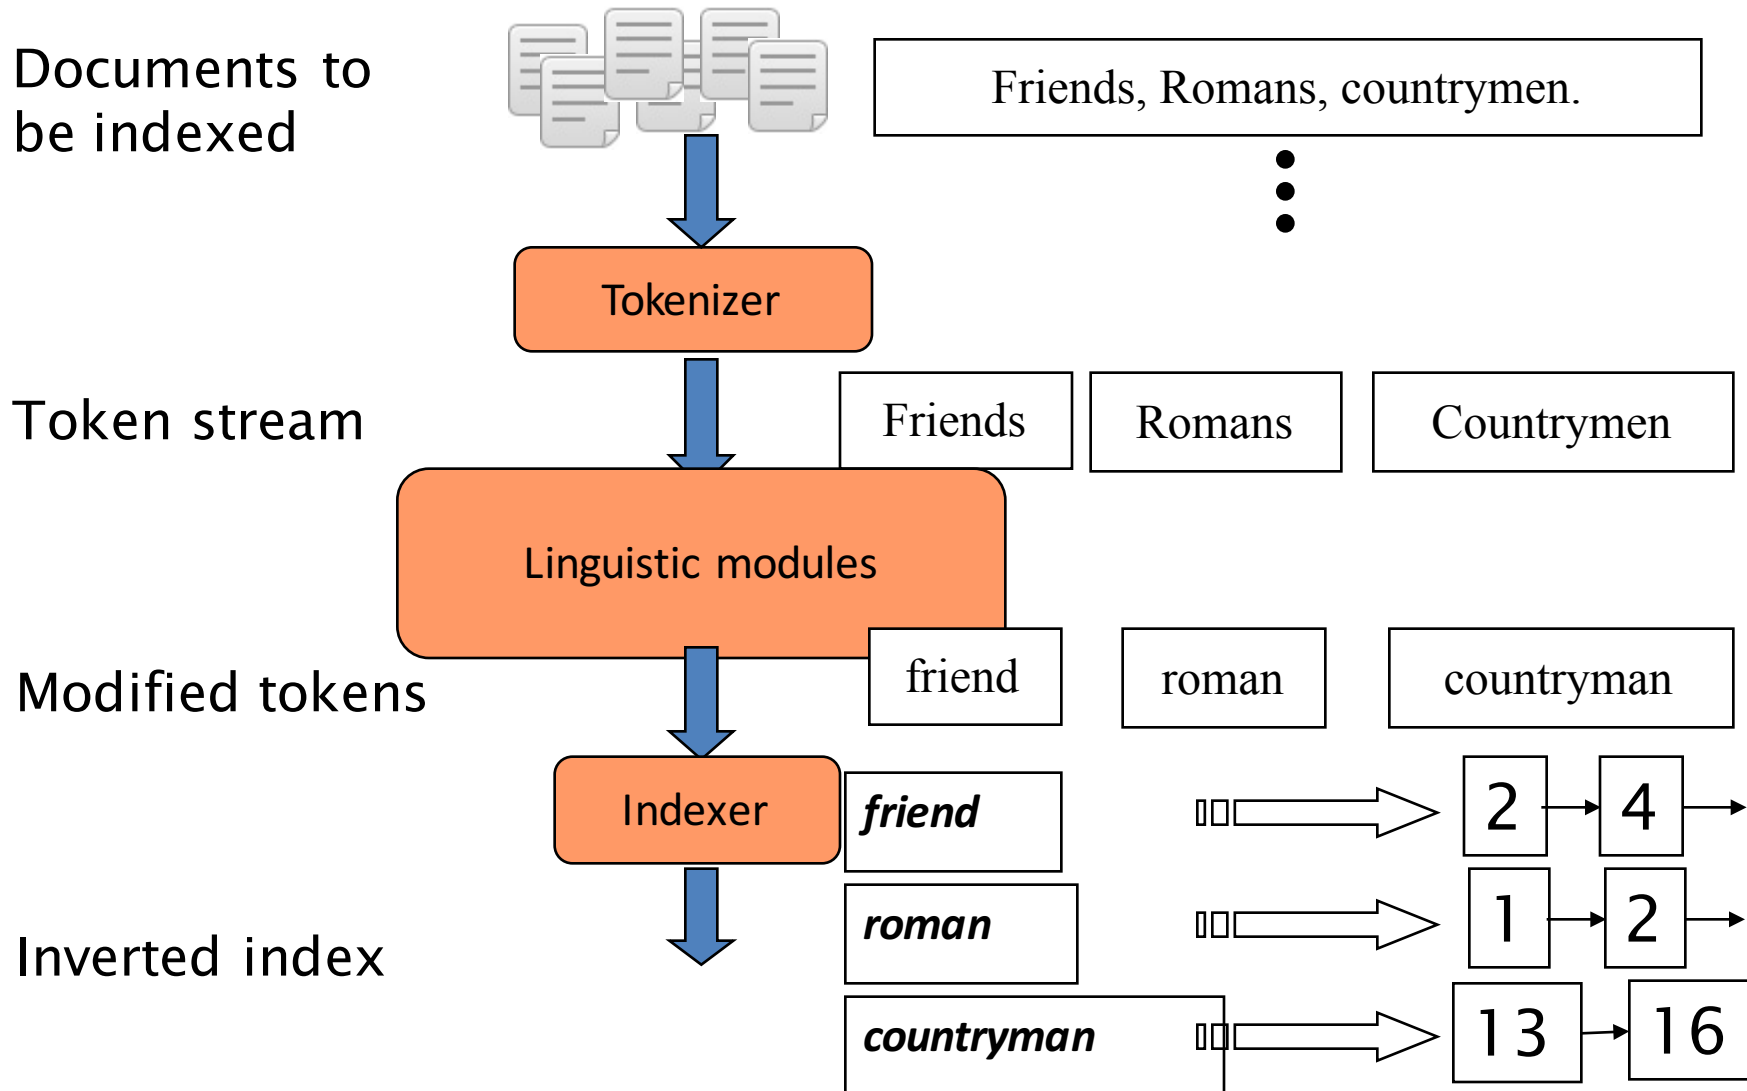 Documents to
be indexed
Friends, Romans, countrymen.
Tokenizer
Token stream
Friends
Romans
Countrymen
Linguistic modules
Modified tokens
friend
roman
countryman
Indexer
friend
2
4
roman
1
2
Inverted index
countryman
13
16